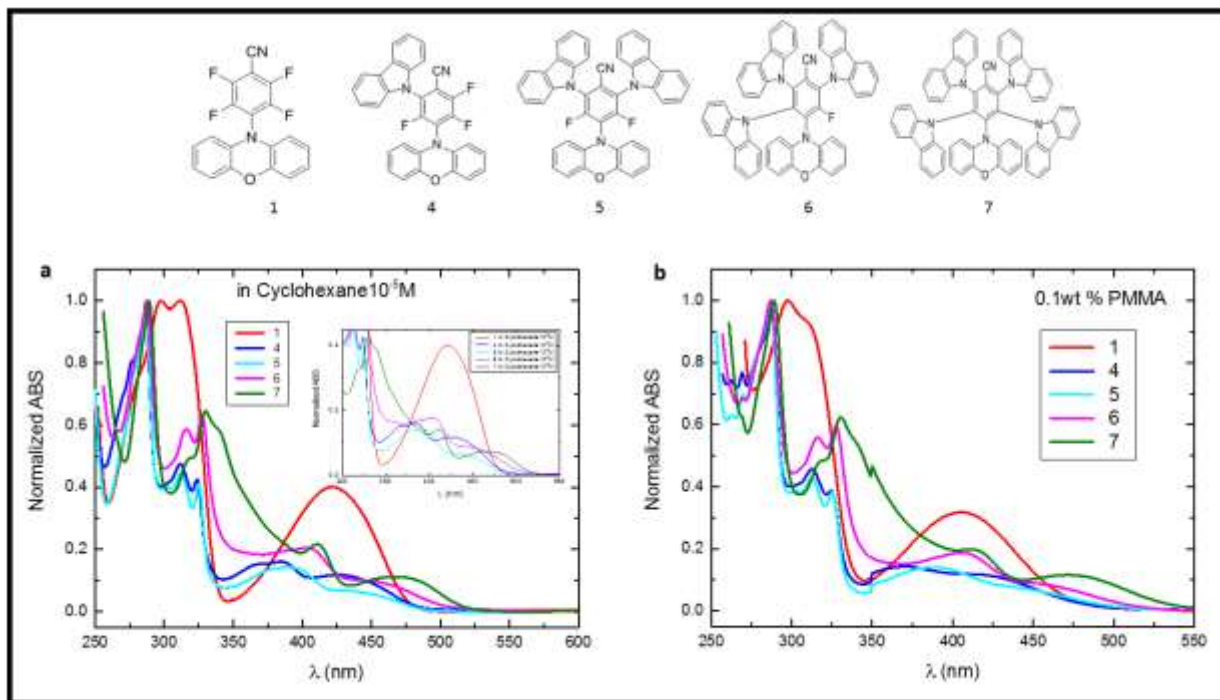 CN
F F
F F
N
O
1
CN
N F
F F
N
O
4
CN
N N
F F
N
O
5
CN
N N
N F
N
O
6
CN
N N
N N
N
O
7
a
in Cyclohexane10⁻⁵M
1
4
5
6
7
Normalized ABS
1.0
0.8
0.6
0.4
0.2
0.0
250 300 350 400 450 500 550 600
λ (nm)
Normalized ABS
λ (nm)
b
0.1wt % PMMA
1
4
5
6
7
Normalized ABS
1.0
0.8
0.6
0.4
0.2
0.0
250 300 350 400 450 500 550
λ (nm)